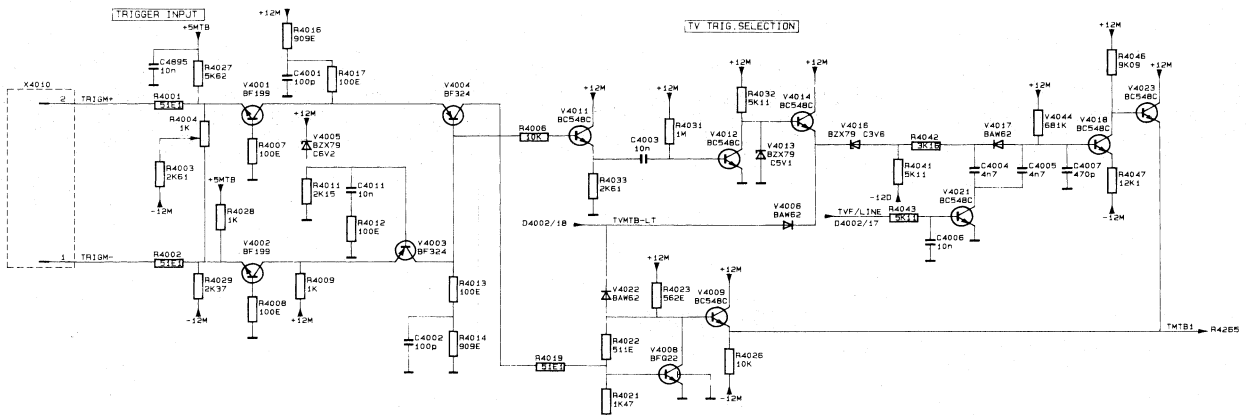 TRIGGER INPUT
TV TRIG.SELECTION
+12M
+5MTB
R4016
909E
C4895
10n
R4027
5K62
C4001
100p
R4017
100E
X4010
2
TRIGM+
R4001
51E1
V4001
BF199
V4004
BF324
R4004
1K
R4003
2K61
-12M
R4007
100E
+12M
V4005
BZX79
C6V2
+5MTB
R4028
1K
R4011
2K15
C4011
10n
R4012
100E
1
TRIGM-
R4002
51E1
V4002
BF199
V4003
BF324
R4029
2K37
-12M
R4008
100E
R4009
1K
+12M
R4013
100E
C4002
100p
R4014
909E
R4006
10K
+12M
V4011
BC548C
R4033
2K61
C4003
10n
+12M
R4031
1M
+12M
R4032
5K11
V4012
BC548C
V4013
BZX79
C5V1
+12M
V4014
BC548C
V4016
BZX79 C3V6
R4042
3K16
R4041
5K11
-12D
V4017
BAW62
+12M
V4044
681K
C4004
4n7
C4005
4n7
C4007
470p
+12M
R4046
9K09
V4018
BC548C
R4047
12K1
-12M
+12M
V4023
BC548C
V4021
BC548C
TVF/LINE
D4002/17
R4043
5K11
C4006
10n
D4002/18
TVMTB-LT
V4006
BAW62
V4022
BAW62
+12M
R4023
562E
+12M
V4009
BC548C
R4022
511E
V4008
BFQ22
R4026
10K
-12M
R4019
51E1
R4021
1K47
TMTB1
R4265